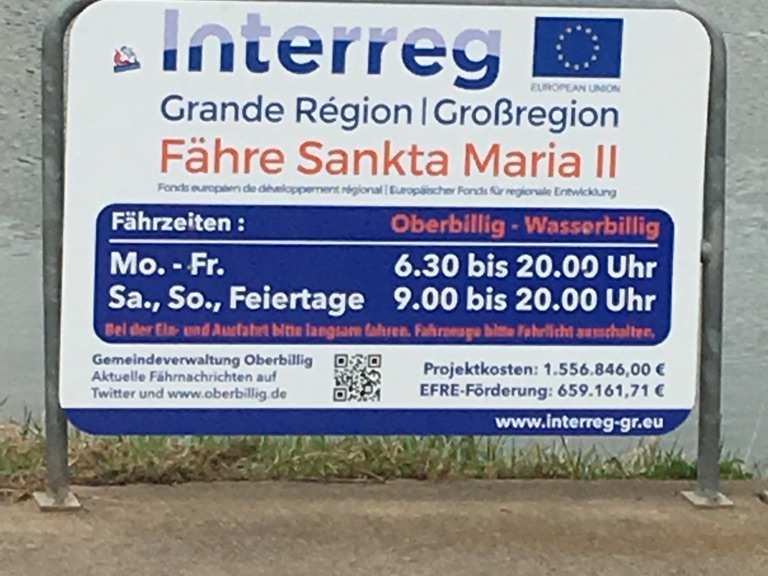 Interreg
EUROPEAN UNION
Grande Région | Großregion
Fähre Sankta Maria II
Fonds européen de développement régional | Europäischer Fonds für regionale Entwicklung
Fährzeiten : Oberbillig - Wasserbillig
Mo. - Fr. 6.30 bis 20.00 Uhr
Sa., So., Feiertage 9.00 bis 20.00 Uhr
Bei der Ein- und Ausfahrt bitte langsam fahren. Fahrzeuge bitte Fahrlicht ausschalten.
Gemeindeverwaltung Oberbillig
Aktuelle Fährnachrichten auf
Twitter und www.oberbillig.de
Projektkosten: 1.556.846,00 €
EFRE-Förderung: 659.161,71 €
www.interreg-gr.eu